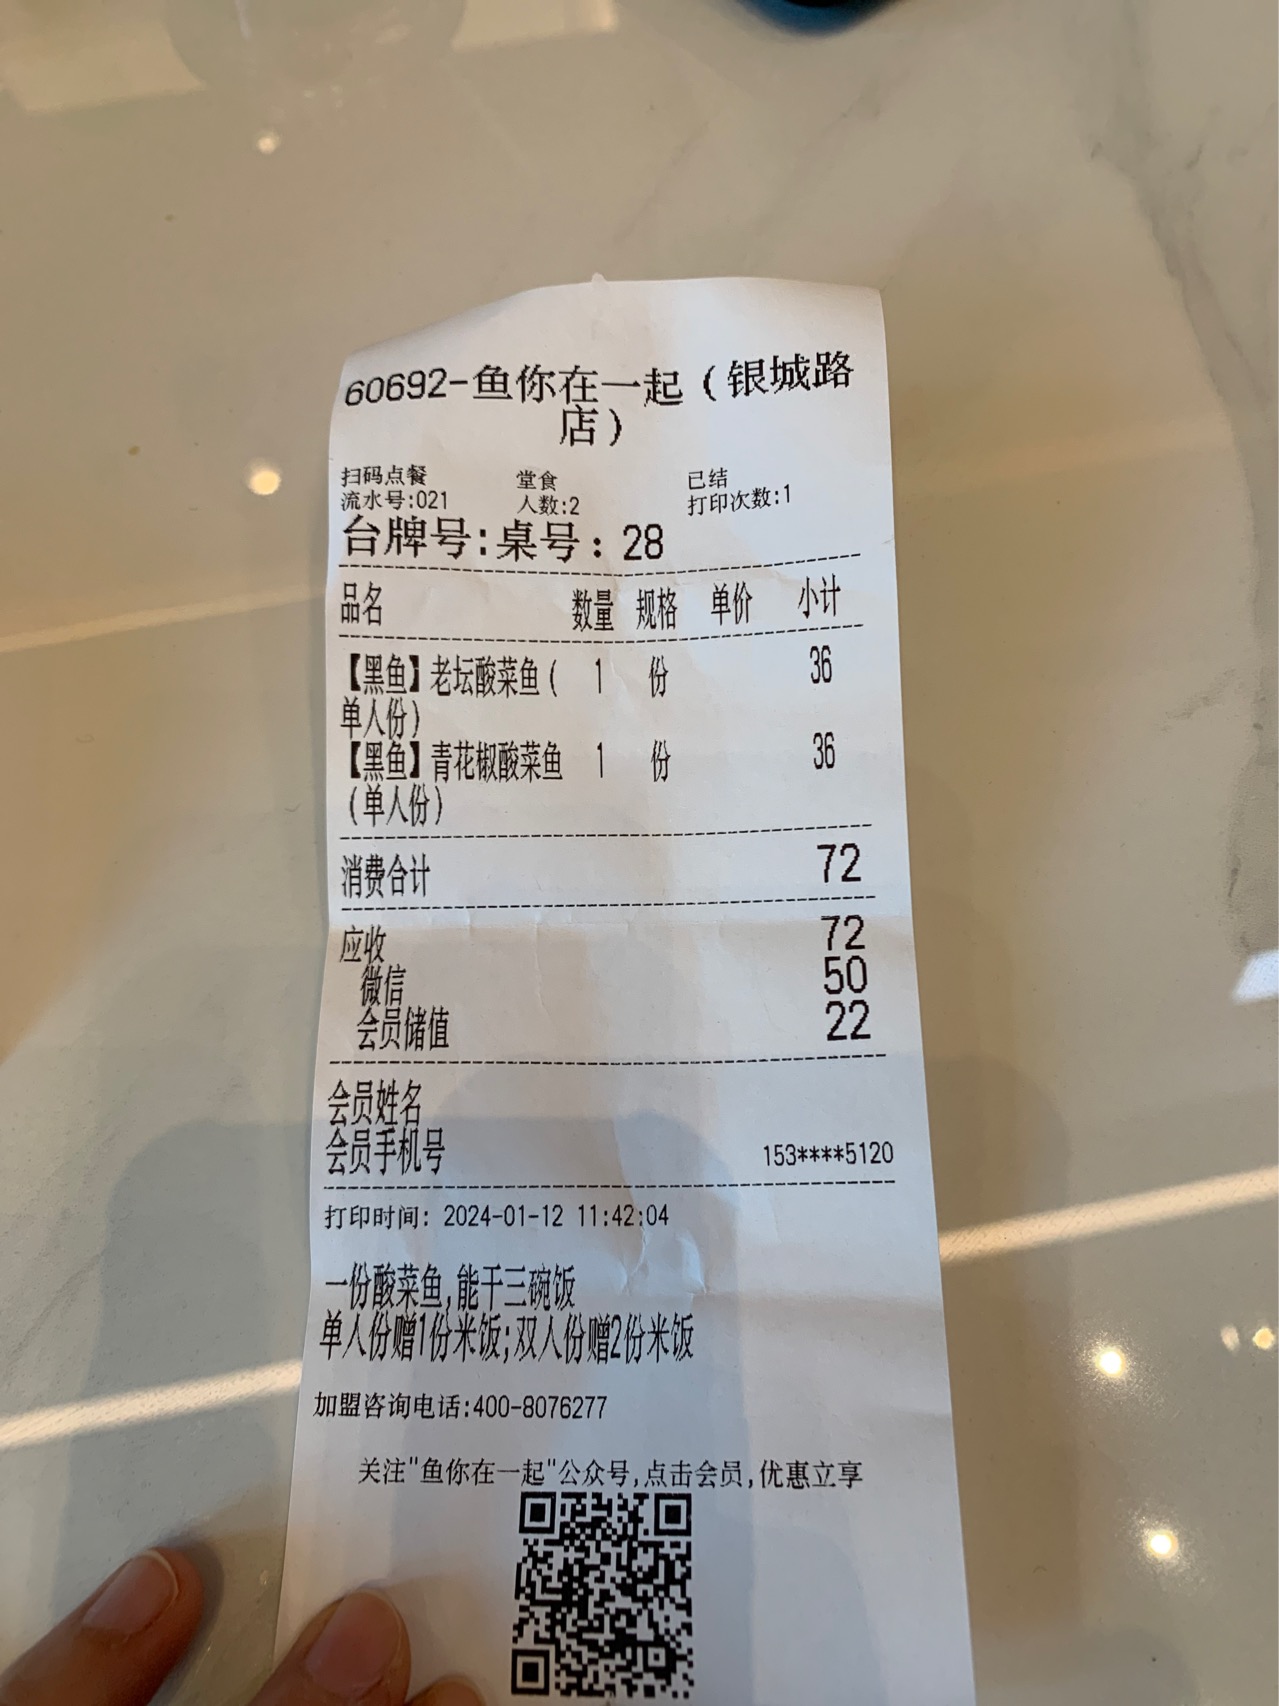 60692-鱼你在一起(银城路
店)
扫码点餐 堂食 已结
流水号:021 人数:2 打印次数:1
台牌号:桌号:28
品名 数量 规格 单价 小计
【黑鱼】老坛酸菜鱼( 1 份 36
单人份)
【黑鱼】青花椒酸菜鱼 1 份 36
(单人份)
消费合计 72
应收 72
微信 50
会员储值 22
会员姓名
会员手机号 153****5120
打印时间: 2024-01-12 11:42:04
一份酸菜鱼,能干三碗饭
单人份赠1份米饭;双人份赠2份米饭
加盟咨询电话:400-8076277
关注"鱼你在一起"公众号,点击会员,优惠立享